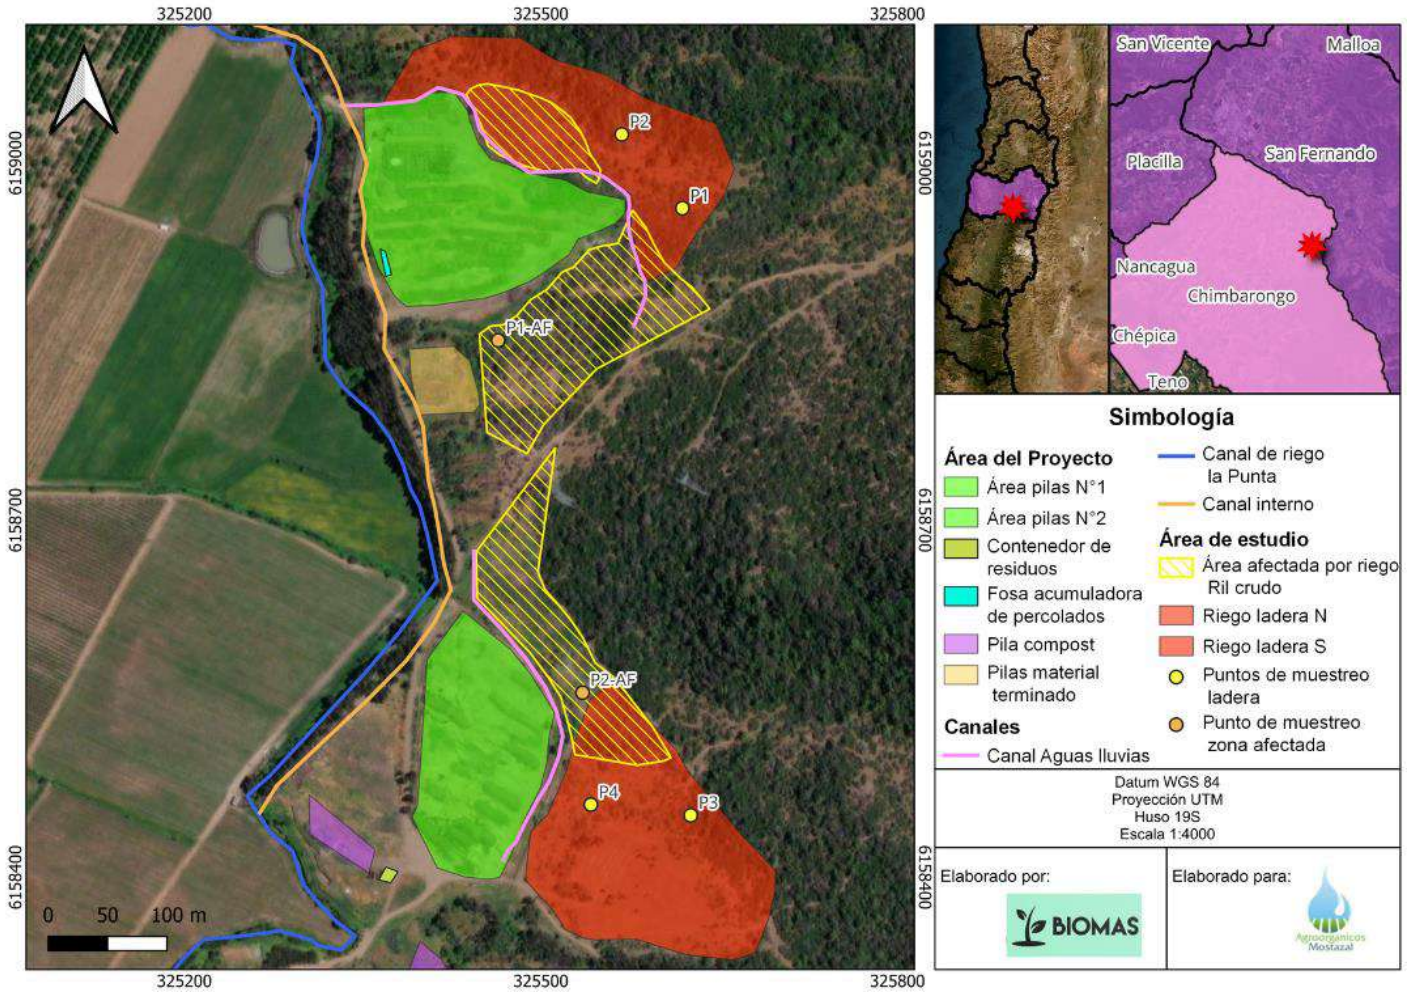 325200
325500
325800
6159000
6158700
6158400
6159000
6158700
6158400
P2
P1
P1-AF
P2-AF
P4
P3
0 50 100 m
325200
325500
325800
San Vicente
Malloa
Placilla
San Fernando
Nancagua
Chimbarongo
Chépica
Teno
Simbología
Área del Proyecto
Área pilas N°1
Área pilas N°2
Contenedor de
residuos
Fosa acumuladora
de percolados
Pila compost
Pilas material
terminado
Canales
Canal Aguas lluvias
Canal de riego
la Punta
Canal interno
Área de estudio
Área afectada por riego
Ril crudo
Riego ladera N
Riego ladera S
Puntos de muestreo
ladera
Punto de muestreo
zona afectada
Datum WGS 84
Proyección UTM
Huso 19S
Escala 1:4000
Elaborado por:
BIOMAS
Elaborado para:
Agroorganicos
Mostazal